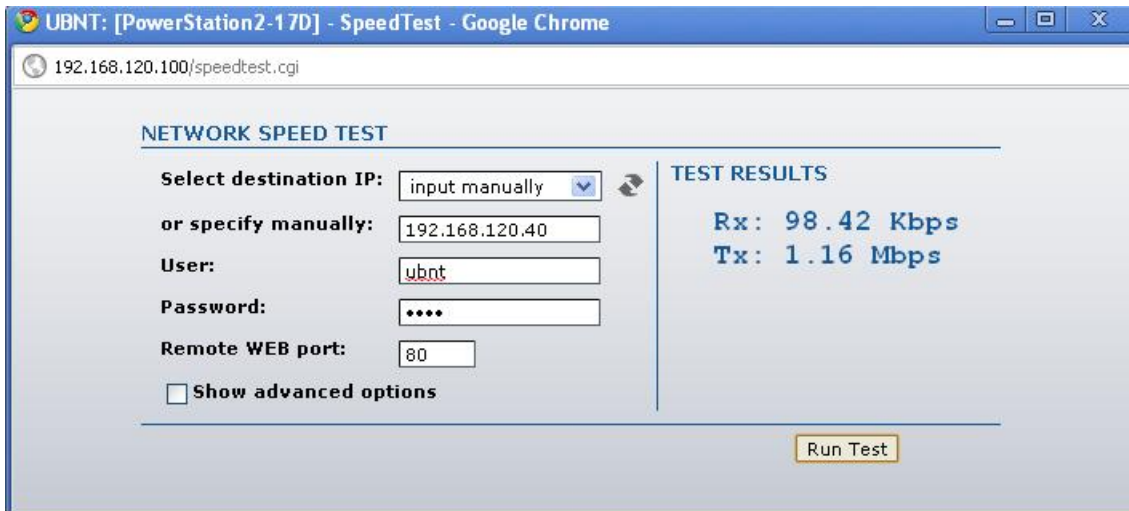 UBNT: [PowerStation2-17D] - SpeedTest - Google Chrome
192.168.120.100/speedtest.cgi
NETWORK SPEED TEST
Select destination IP: input manually
or specify manually: 192.168.120.40
User: ubnt
Password: ••••
Remote WEB port: 80
Show advanced options
TEST RESULTS
Rx: 98.42 Kbps
Tx: 1.16 Mbps
Run Test